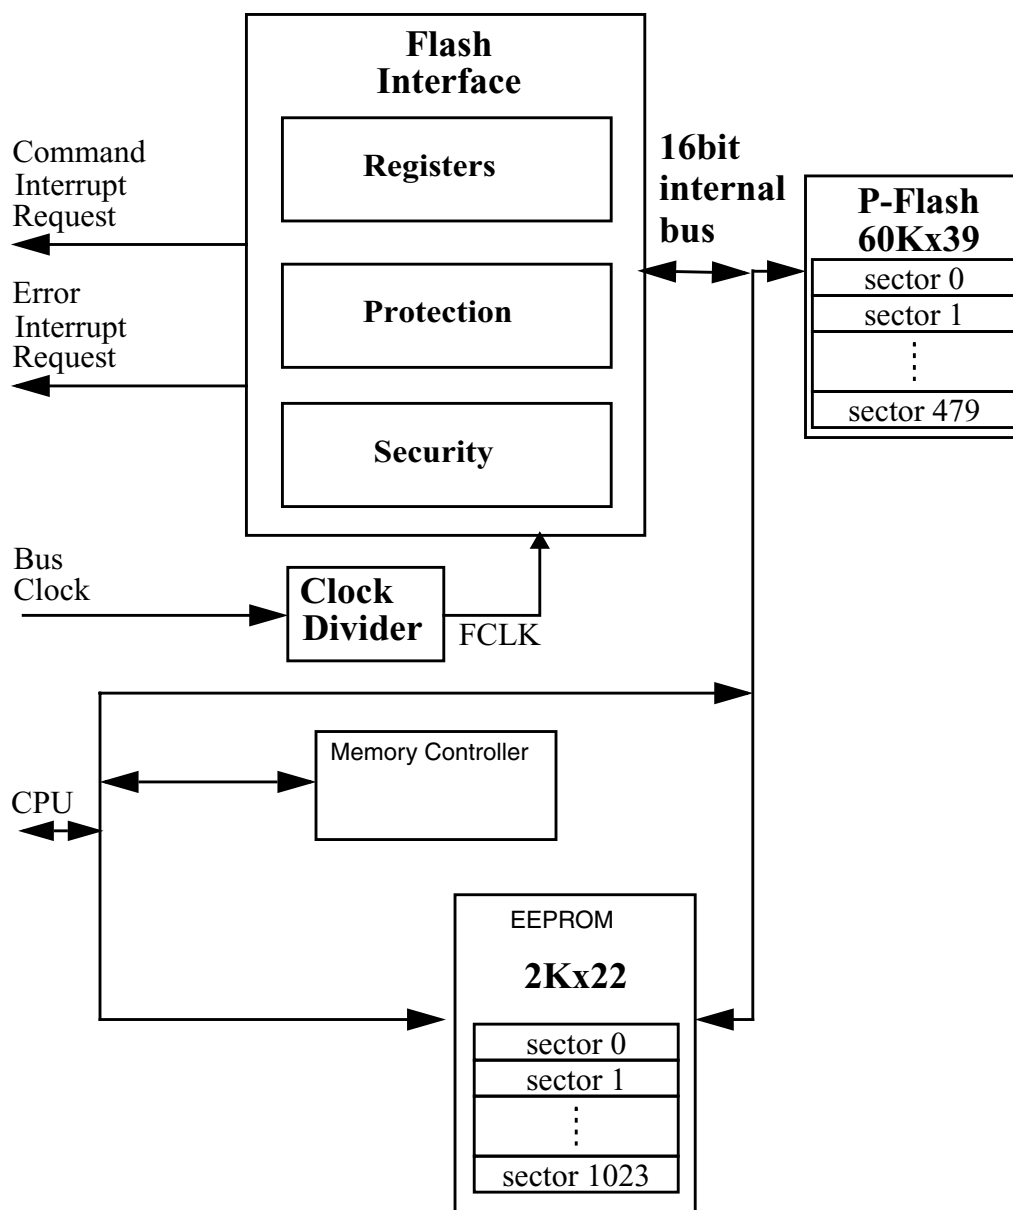 Flash
Interface
Registers
Protection
Security
Command
Interrupt
Request
Error
Interrupt
Request
16bit
internal
bus
P-Flash
60Kx39
sector 0
sector 1
sector 479
Bus
Clock
Clock
Divider
FCLK
Memory Controller
CPU
EEPROM
2Kx22
sector 0
sector 1
sector 1023